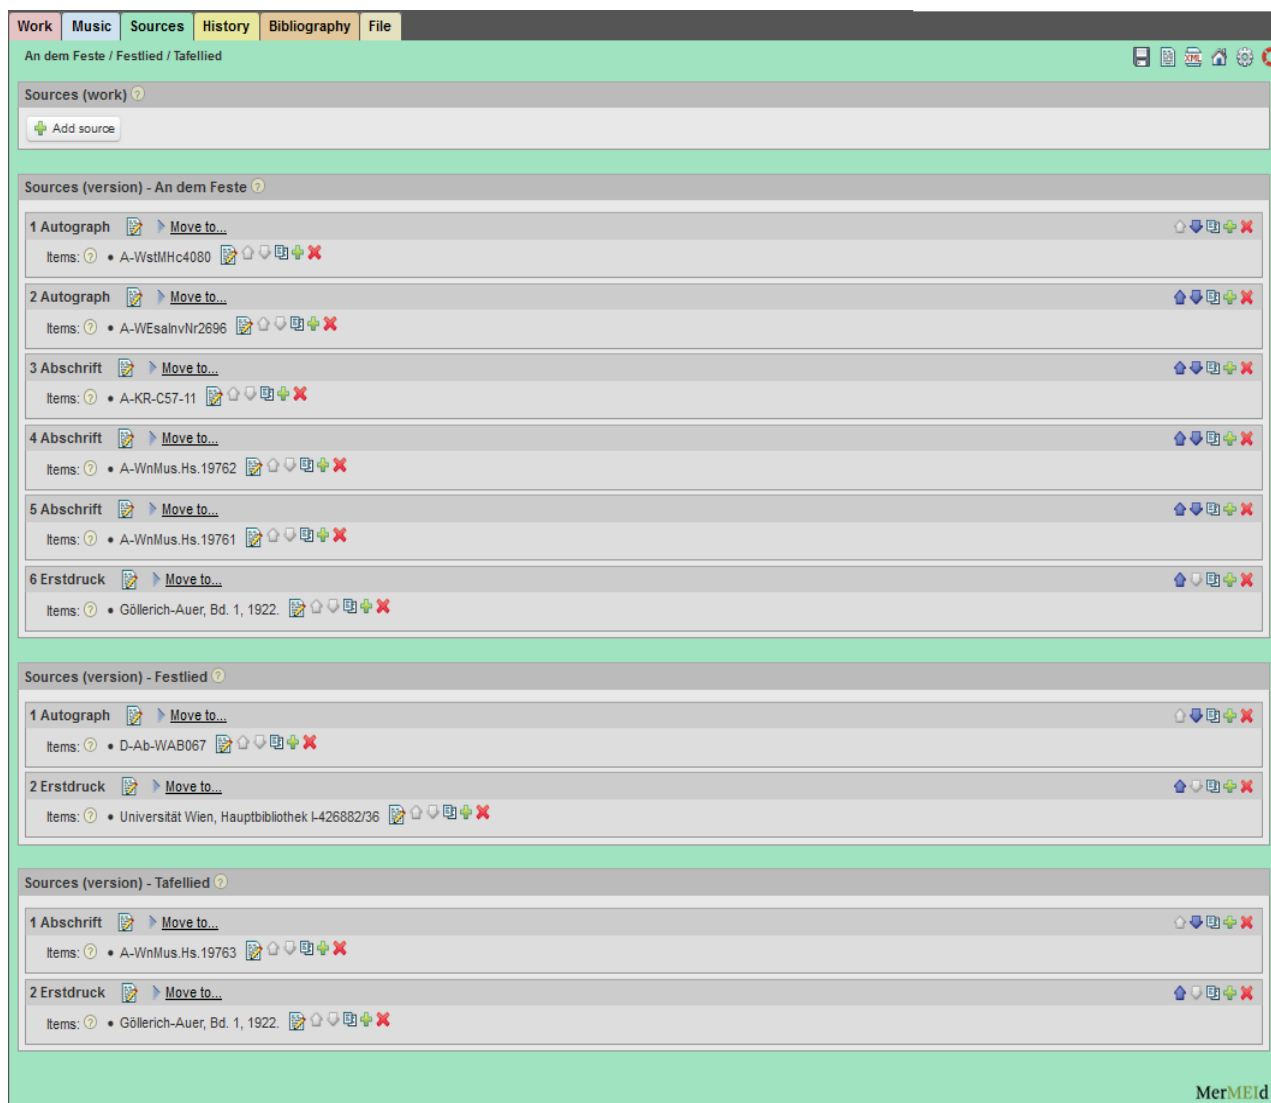 Work Music Sources History Bibliography File
An dem Feste / Festlied / Tafellied
XML
Sources (work) ?
Add source
Sources (version) - An dem Feste ?
1 Autograph Move to...
Items: ? • A-WstMHc4080
2 Autograph Move to...
Items: ? • A-WEsaInvNr2696
3 Abschrift Move to...
Items: ? • A-KR-C57-11
4 Abschrift Move to...
Items: ? • A-WnMus.Hs.19762
5 Abschrift Move to...
Items: ? • A-WnMus.Hs.19761
6 Erstdruck Move to...
Items: ? • Göllerich-Auer, Bd. 1, 1922.
Sources (version) - Festlied ?
1 Autograph Move to...
Items: ? • D-Ab-WAB067
2 Erstdruck Move to...
Items: ? • Universität Wien, Hauptbibliothek I-426882/36
Sources (version) - Tafellied ?
1 Abschrift Move to...
Items: ? • A-WnMus.Hs.19763
2 Erstdruck Move to...
Items: ? • Göllerich-Auer, Bd. 1, 1922.
MerMEId